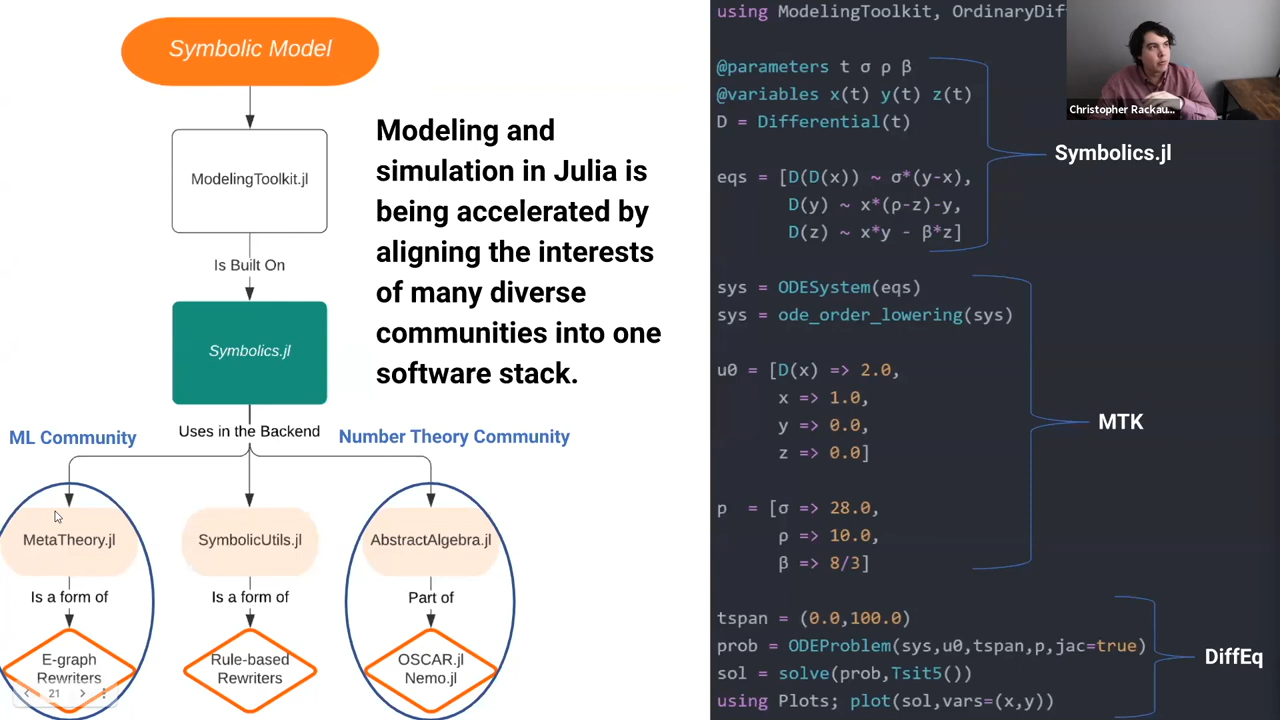 Symbolic Model
ModelingToolkit.jl
Is Built On
Symbolics.jl
Uses in the Backend
ML Community
Number Theory Community
MetaTheory.jl
SymbolicUtils.jl
AbstractAlgebra.jl
Is a form of
Is a form of
Part of
E-graph
Rewriters
Rule-based
Rewriters
OSCAR.jl
Nemo.jl
21
Modeling and
simulation in Julia is
being accelerated by
aligning the interests
of many diverse
communities into one
software stack.
using ModelingToolkit, OrdinaryDif
@parameters t σ ρ β
@variables x(t) y(t) z(t)
D = Differential(t)
eqs = [D(D(x)) ~ σ*(y-x),
D(y) ~ x*(ρ-z)-y,
D(z) ~ x*y - β*z]
Symbolics.jl
sys = ODESystem(eqs)
sys = ode_order_lowering(sys)
u0 = [D(x) => 2.0,
x => 1.0,
y => 0.0,
z => 0.0]
p = [σ => 28.0,
ρ => 10.0,
β => 8/3]
MTK
tspan = (0.0,100.0)
prob = ODEProblem(sys,u0,tspan,p,jac=true)
sol = solve(prob,Tsit5())
using Plots; plot(sol,vars=(x,y))
DiffEq
Christopher Rackau...